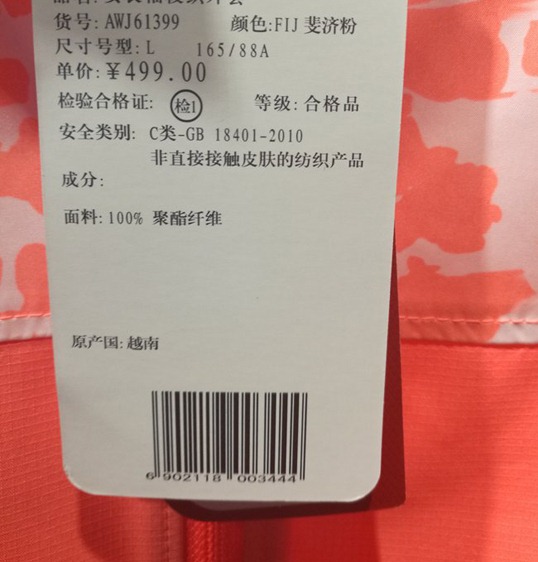 货号: AWJ61399 颜色:FIJ 斐济粉
尺寸号型: L 165/88A
单价:￥499.00
检验合格证: 检1 等级: 合格品
安全类别: C类-GB 18401-2010
非直接接触皮肤的纺织产品
成分:
面料: 100% 聚酯纤维
原产国: 越南
6 902118 003444